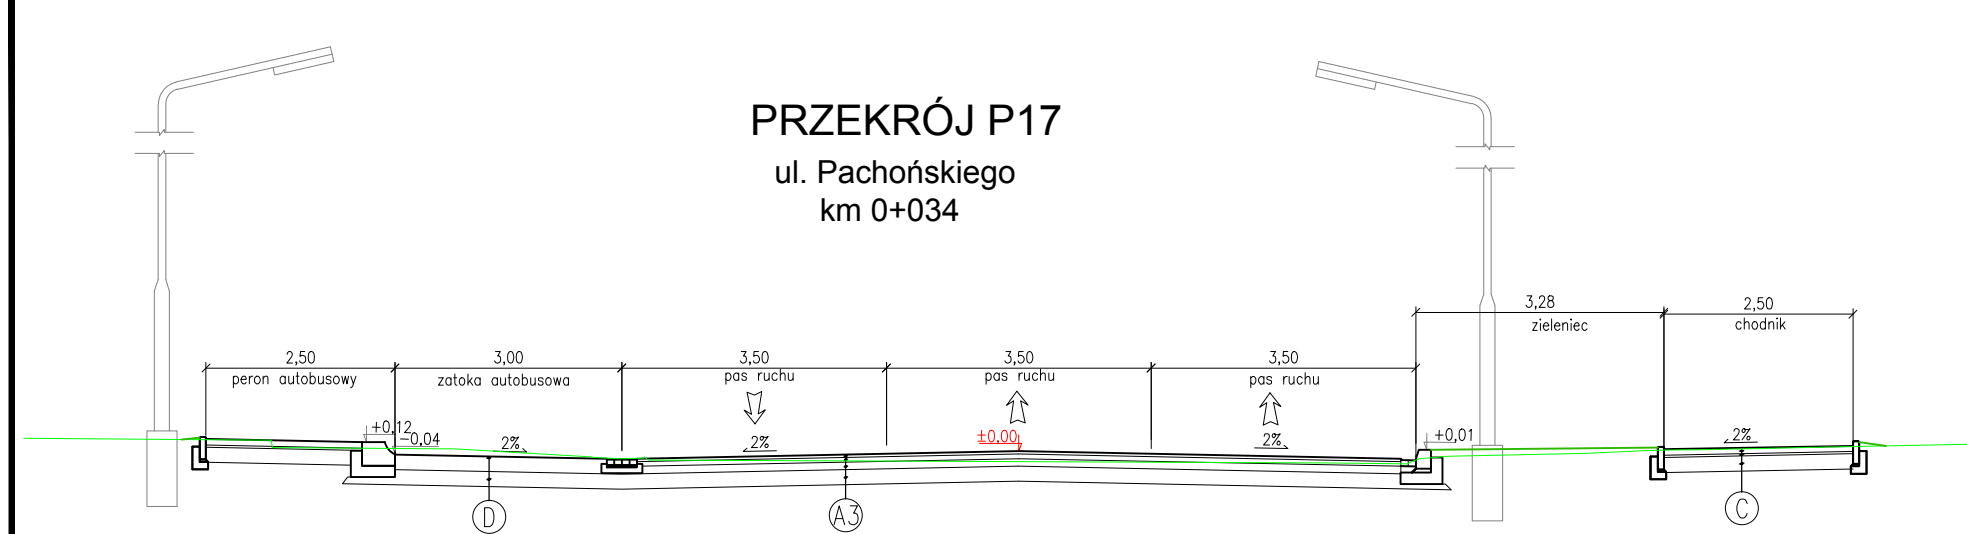 PRZEKRÓJ P17
ul. Pachońskiego
km 0+034
3,28
2,50
zieleniec
chodnik
2,50
3,00
3,50
3,50
3,50
peron autobusowy
zatoka autobusowa
pas ruchu
pas ruchu
pas ruchu
+0,12
-0,04
2%
2%
±0,00
2%
+0,01
2%
D
A3
C